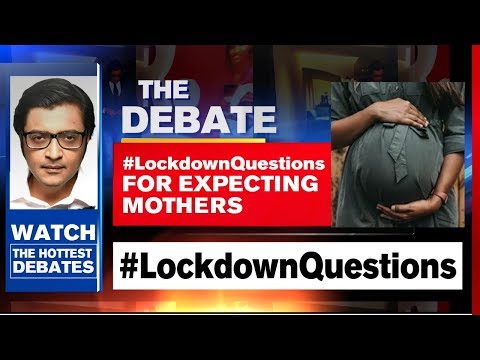 THE
DEBATE
#LockdownQuestions
FOR EXPECTING
MOTHERS
WATCH
THE HOTTEST
DEBATES
#LockdownQuestions